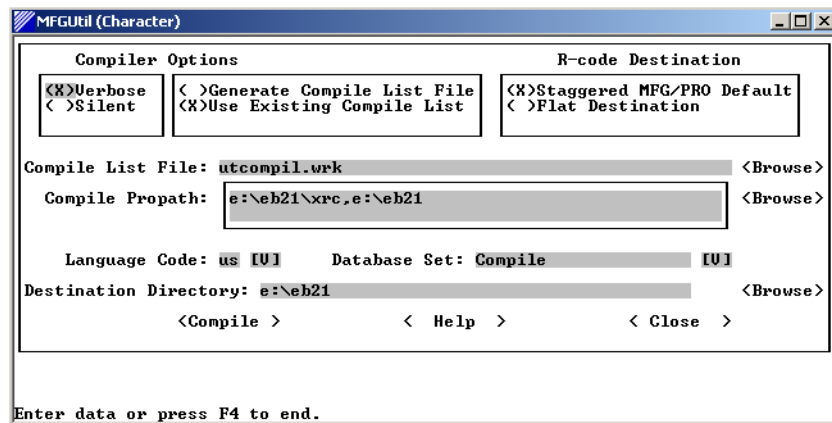 MFGUtil (Character)
Compiler Options R-code Destination
(X)Verbose ( )Generate Compile List File (X)Staggered MFG/PRO Default
( )Silent (X)Use Existing Compile List ( )Flat Destination
Compile List File: utcompil.wrk <Browse>
Compile Propath: e:\eb21\xrc,e:\eb21 <Browse>
Language Code: us [V] Database Set: Compile [V]
Destination Directory: e:\eb21 <Browse>
<Compile > < Help > < Close >
Enter data or press F4 to end.